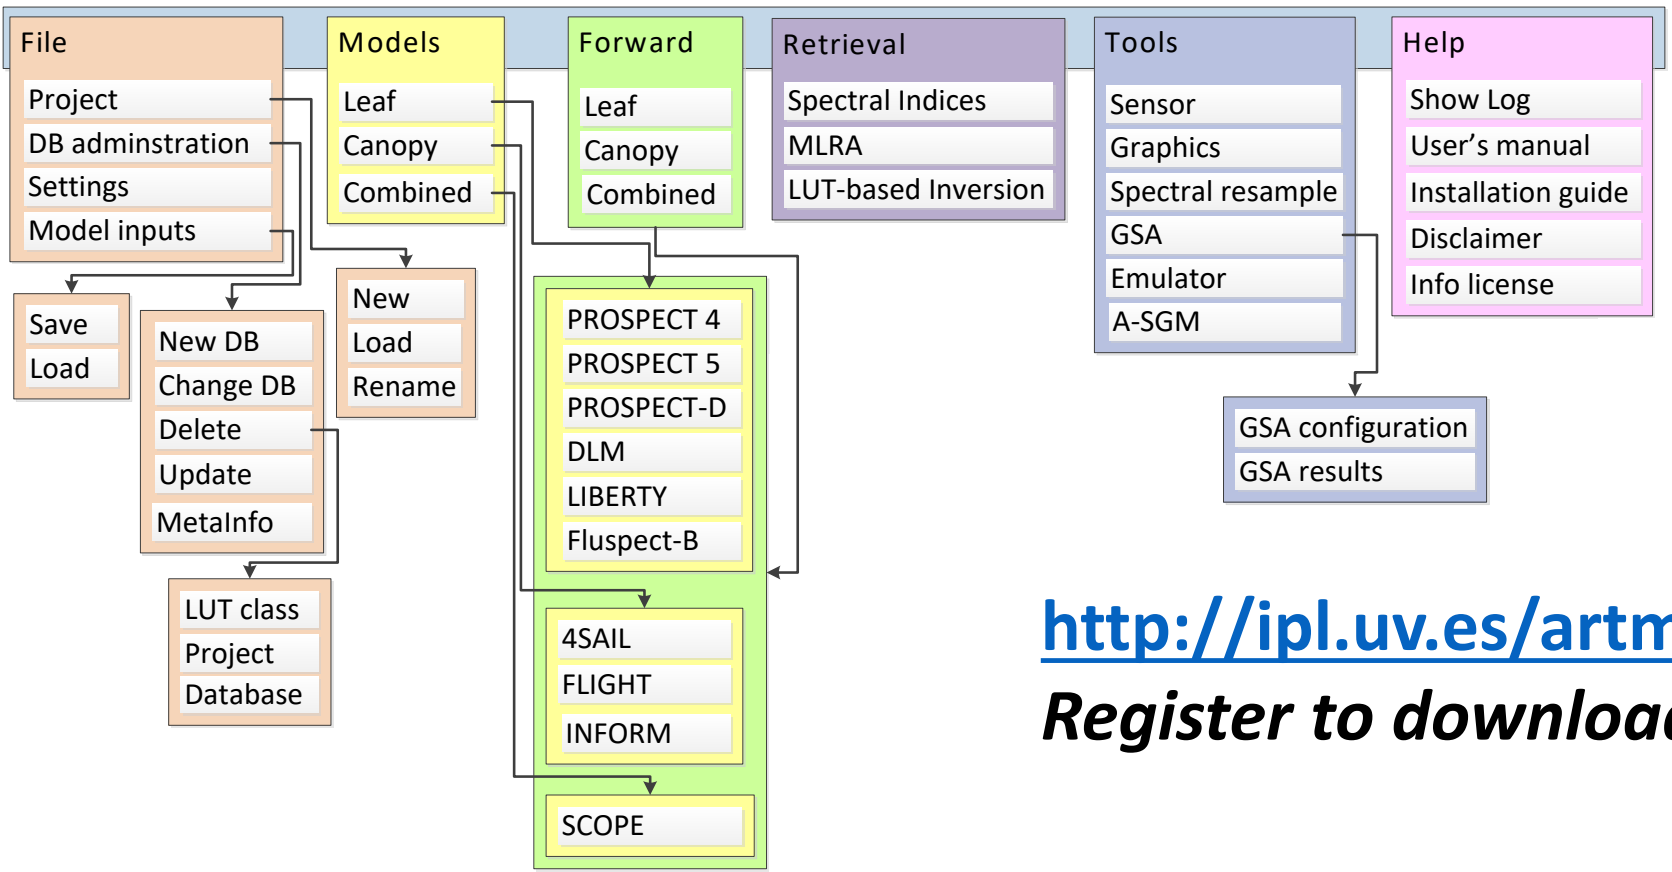 File
Project
DB adminstration
Settings
Model inputs
Save
Load
New DB
Change DB
Delete
Update
MetaInfo
LUT class
Project
Database
New
Load
Rename
Models
Leaf
Canopy
Combined
Forward
Leaf
Canopy
Combined
PROSPECT 4
PROSPECT 5
PROSPECT-D
DLM
LIBERTY
Fluspect-B
4SAIL
FLIGHT
INFORM
SCOPE
Retrieval
Spectral Indices
MLRA
LUT-based Inversion
Tools
Sensor
Graphics
Spectral resample
GSA
Emulator
A-SGM
GSA configuration
GSA results
Help
Show Log
User’s manual
Installation guide
Disclaimer
Info license
http://ipl.uv.es/artm
Register to download